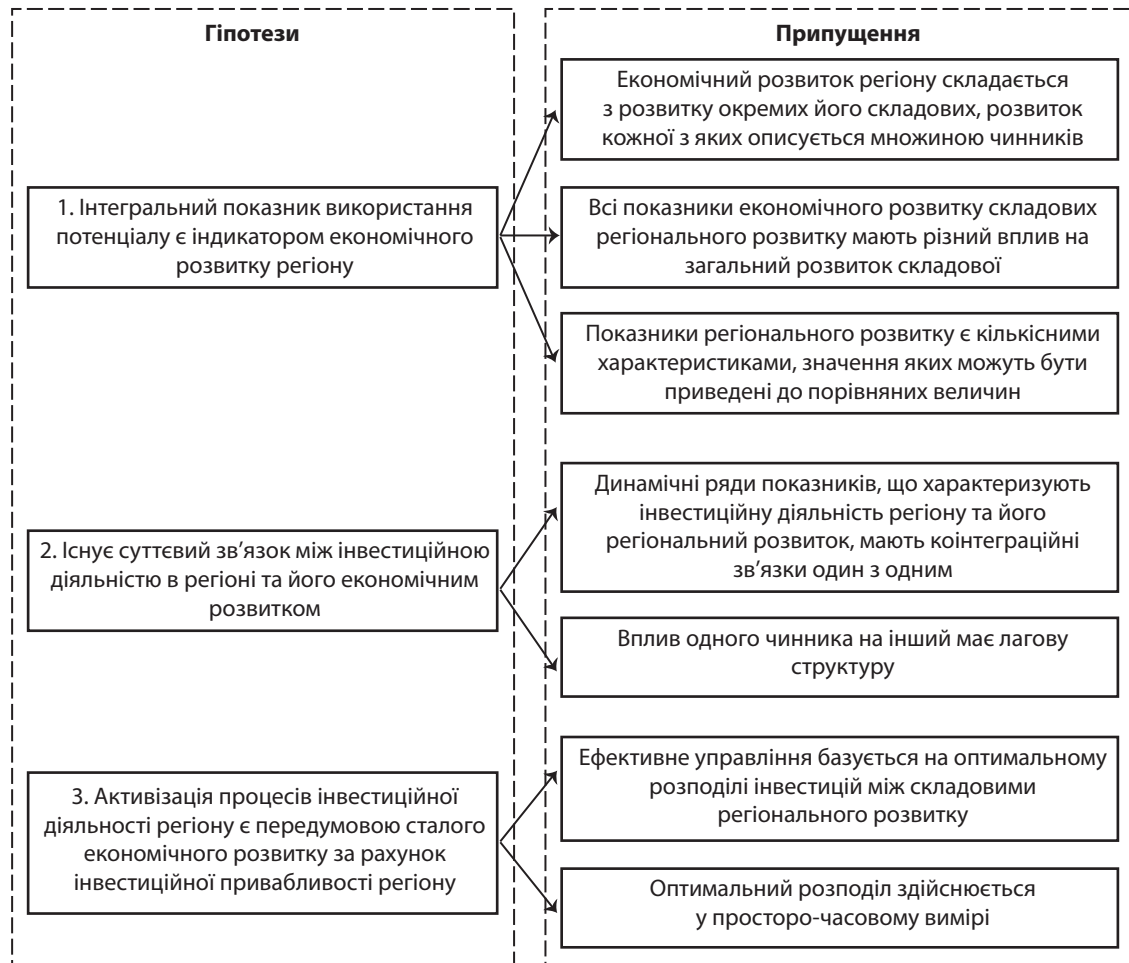 Гіпотези
1. Інтегральний показник використання
потенціалу є індикатором економічного
розвитку регіону
2. Існує суттєвий зв’язок між інвестиційною
діяльністю в регіоні та його економічним
розвитком
3. Активізація процесів інвестиційної
діяльності регіону є передумовою сталого
економічного розвитку за рахунок
інвестиційної привабливості регіону
Припущення
Економічний розвиток регіону складається
з розвитку окремих його складових, розвиток
кожної з яких описується множиною чинників
Всі показники економічного розвитку складових
регіонального розвитку мають різний вплив на
загальний розвиток складової
Показники регіонального розвитку є кількісними
характеристиками, значення яких можуть бути
приведені до порівняних величин
Динамічні ряди показників, що характеризують
інвестиційну діяльність регіону та його
регіональний розвиток, мають коінтеграційні
зв’язки один з одним
Вплив одного чинника на інший має лагову
структуру
Ефективне управління базується на оптимальному
розподілі інвестицій між складовими
регіонального розвитку
Оптимальний розподіл здійснюється
у просторо-часовому вимірі